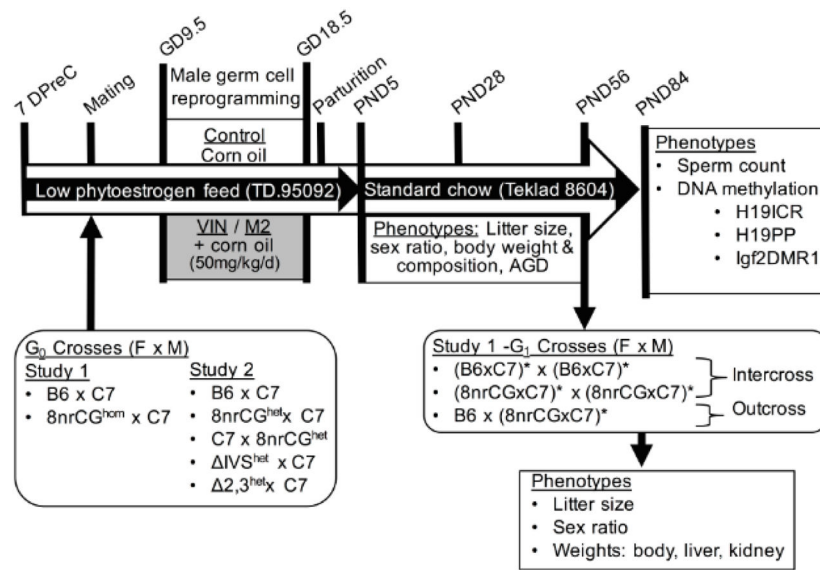 7 DPreC
Mating
GD9.5
GD18.5
Parturition
PND5
PND28
PND56
PND84
Male germ cell
reprogramming
Control
Corn oil
Low phytoestrogen feed (TD.95092)
Standard chow (Teklad 8604)
VIN / M2
+ corn oil
(50mg/kg/d)
Phenotypes: Litter size,
sex ratio, body weight &
composition, AGD
Phenotypes
• Sperm count
• DNA methylation
• H19ICR
• H19PP
• Igf2DMR1
G₀ Crosses (F x M)
Study 1
• B6 x C7
• 8nrCGʰᵒᵐ x C7
Study 2
• B6 x C7
• 8nrCGʰᵉᵗx C7
• C7 x 8nrCGʰᵉᵗ
• ΔIVSʰᵉᵗ x C7
• Δ2,3ʰᵉᵗx C7
Study 1 -G₁ Crosses (F x M)
• (B6xC7)* x (B6xC7)*
• (8nrCGxC7)* x (8nrCGxC7)*
• B6 x (8nrCGxC7)*
Intercross
Outcross
Phenotypes
• Litter size
• Sex ratio
• Weights: body, liver, kidney